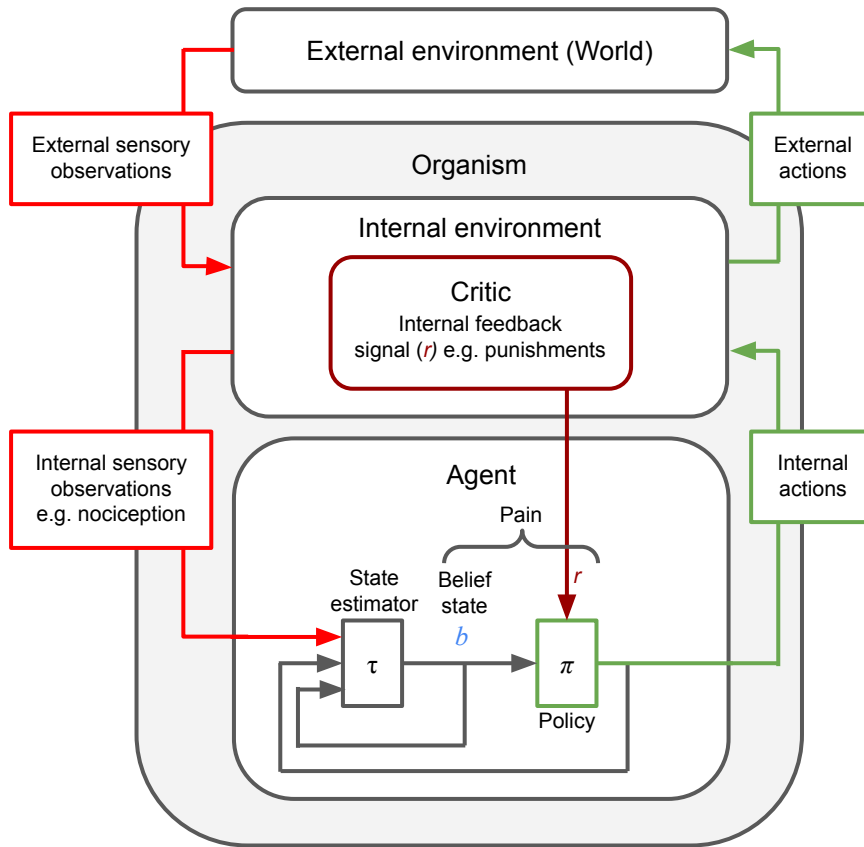 External environment (World)
External sensory
observations
External
actions
Organism
Internal environment
Critic
Internal feedback
signal (r) e.g. punishments
Internal sensory
observations
e.g. nociception
Internal
actions
Agent
Pain
State
estimator
Belief
state
b
r
τ
π
Policy